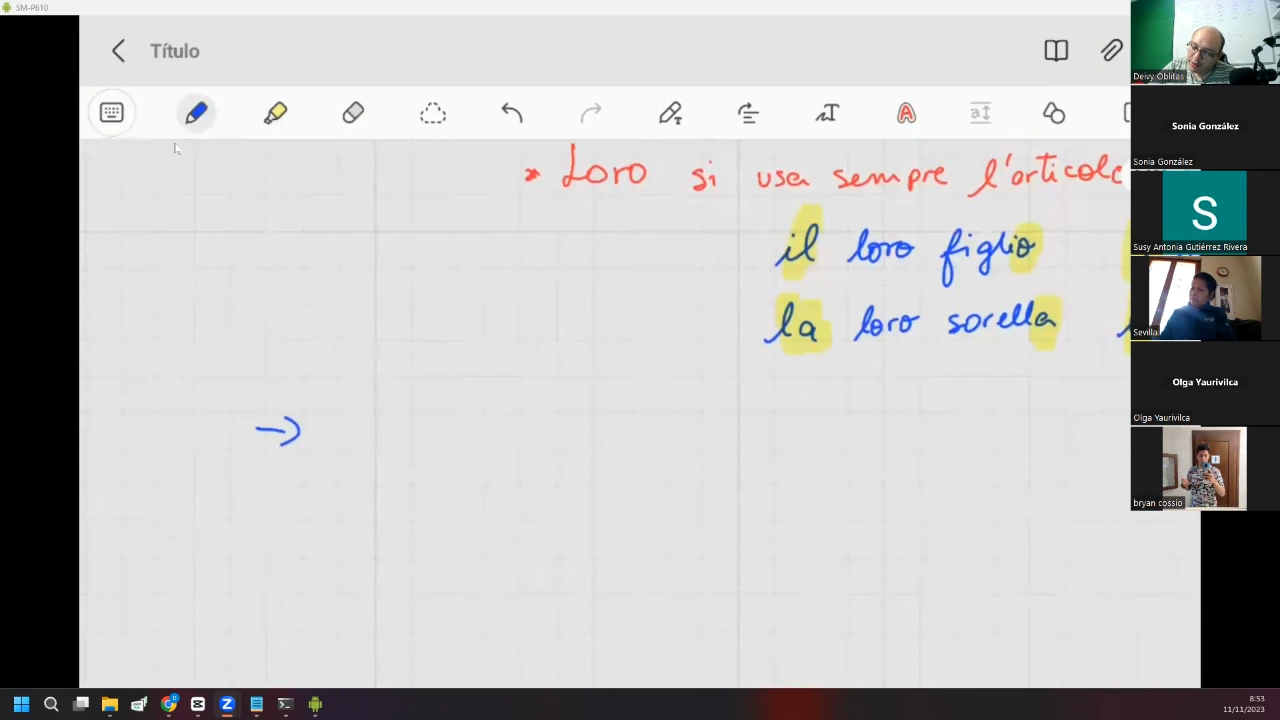 SM-P610
Título
* Loro si usa sempre l'articolo
il loro figlio
la loro sorella
→
Deivy Oblitas
Sonia González
Sonia González
S
Susy Antonia Gutiérrez Rivera
Sevilla
Olga Yaurivilca
Olga Yaurivilca
bryan cossio
8:53
11/11/2023